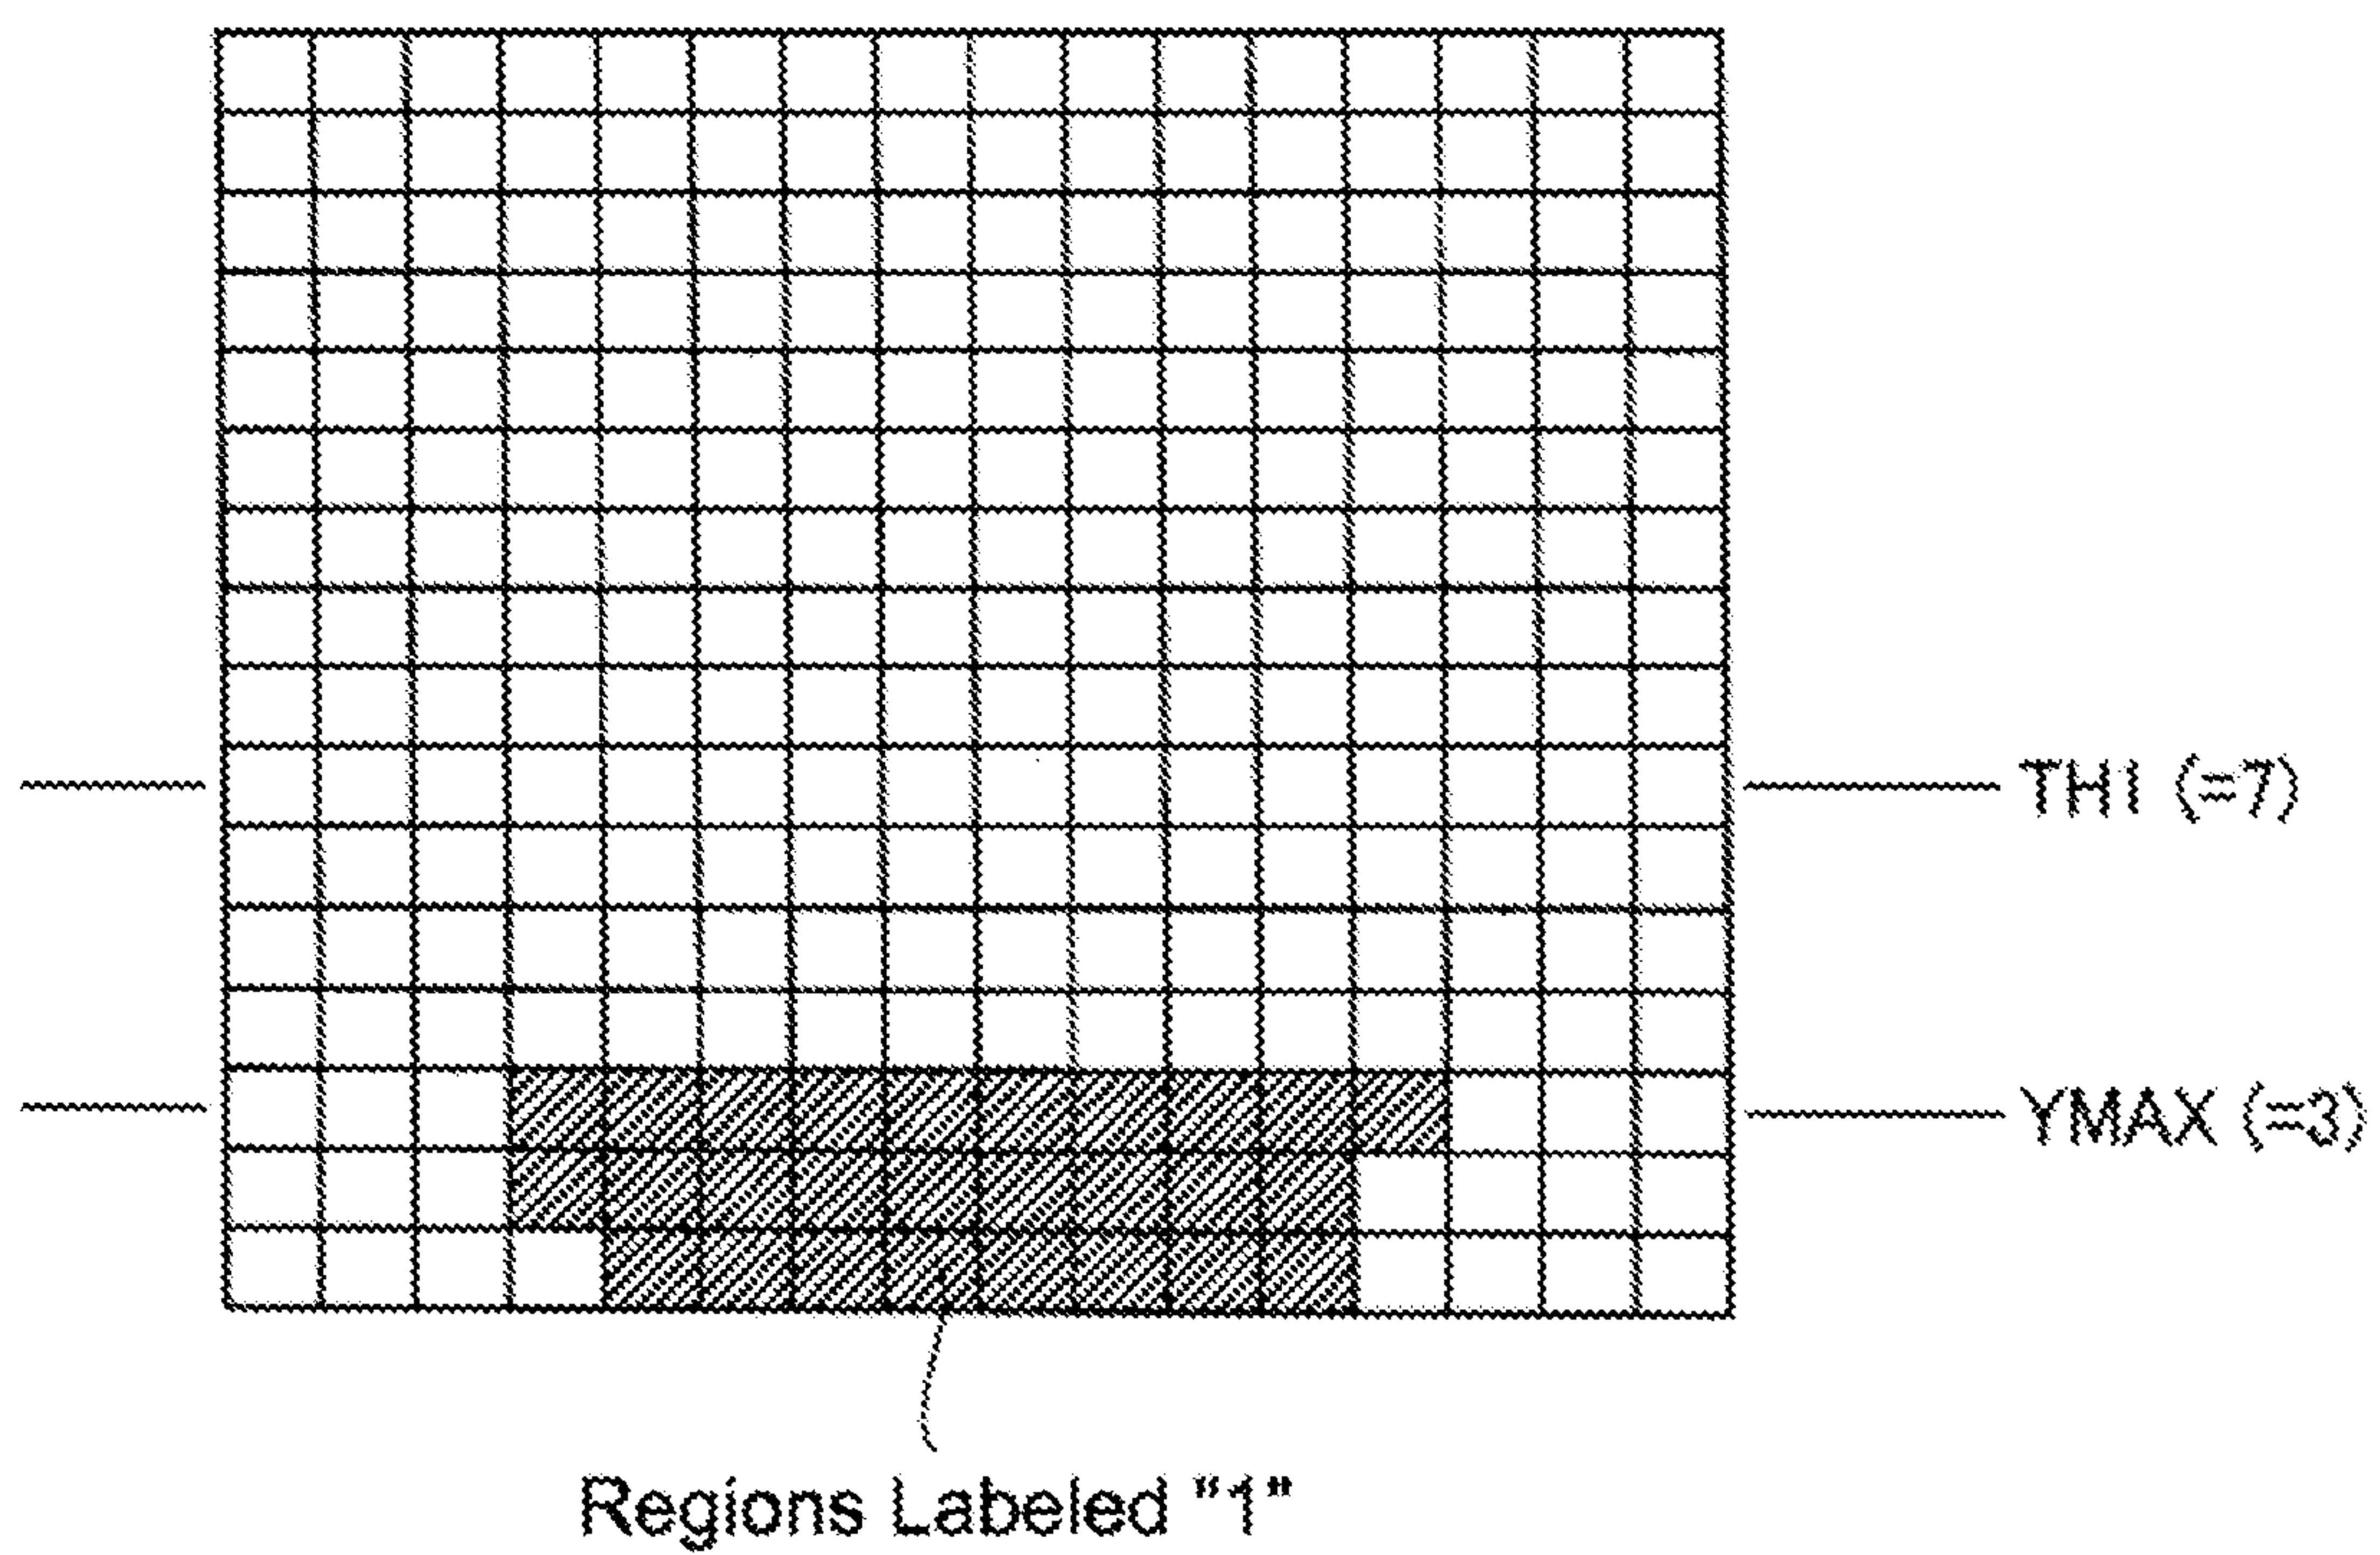 TH1 (=7)
YMAX (=3)
Regions Labeled “1”